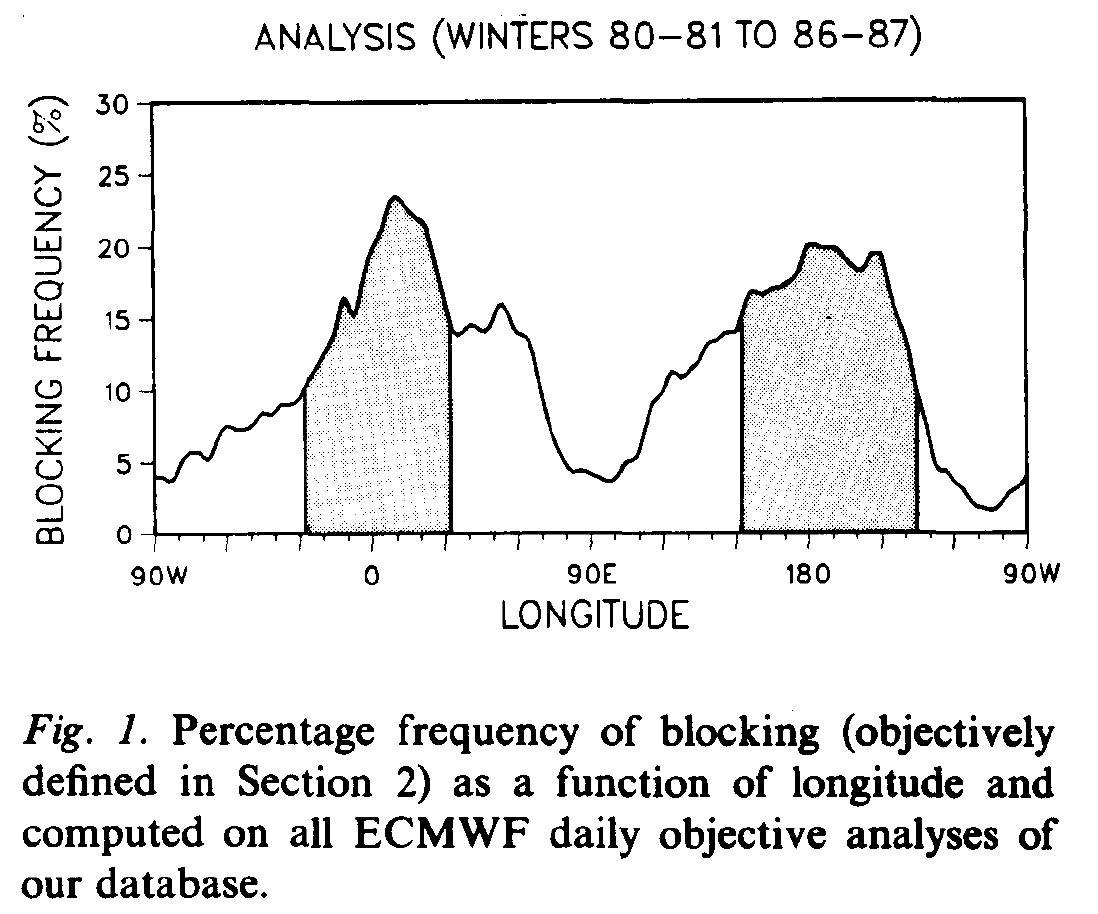 ANALYSIS (WINTERS 80–81 TO 86–87)
BLOCKING FREQUENCY (%)
30
25
20
15
10
5
0
90W 0 90E 180 90W
LONGITUDE
Fig. 1. Percentage frequency of blocking (objectively
defined in Section 2) as a function of longitude and
computed on all ECMWF daily objective analyses of
our database.